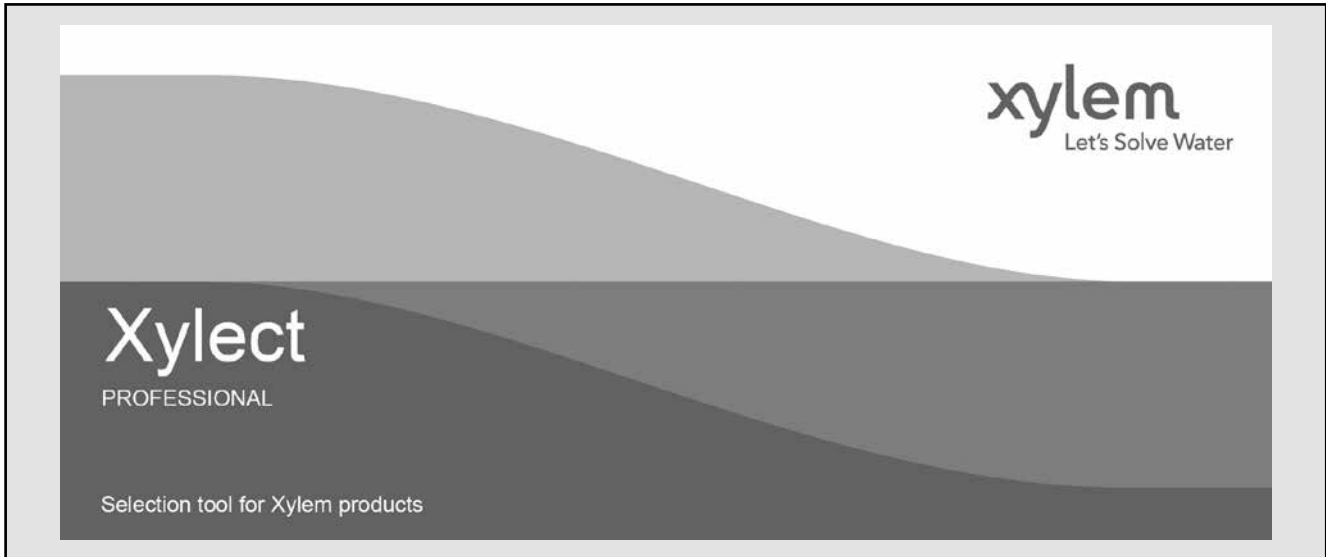 xylem
Let's Solve Water
Xylect
PROFESSIONAL
Selection tool for Xylem products